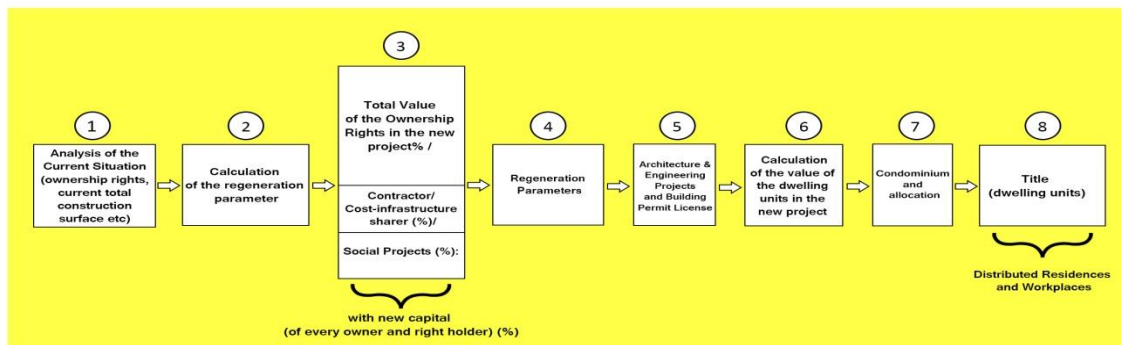 1
Analysis of the
Current Situation
(ownership rights,
current total
construction
surface etc)
2
Calculation
of the regeneration
parameter
3
Total Value
of the Ownership
Rights in the new
project% /
Contractor/
Cost-infrastructure
sharer (%)/
Social Projects (%):
with new capital
(of every owner and right holder) (%)
4
Regeneration
Parameters
5
Architecture &
Engineering
Projects
and Building
Permit License
6
Calculation
of the value of
the dwelling
units in the
new project
7
Condominium
and
allocation
8
Title
(dwelling units)
Distributed Residences
and Workplaces